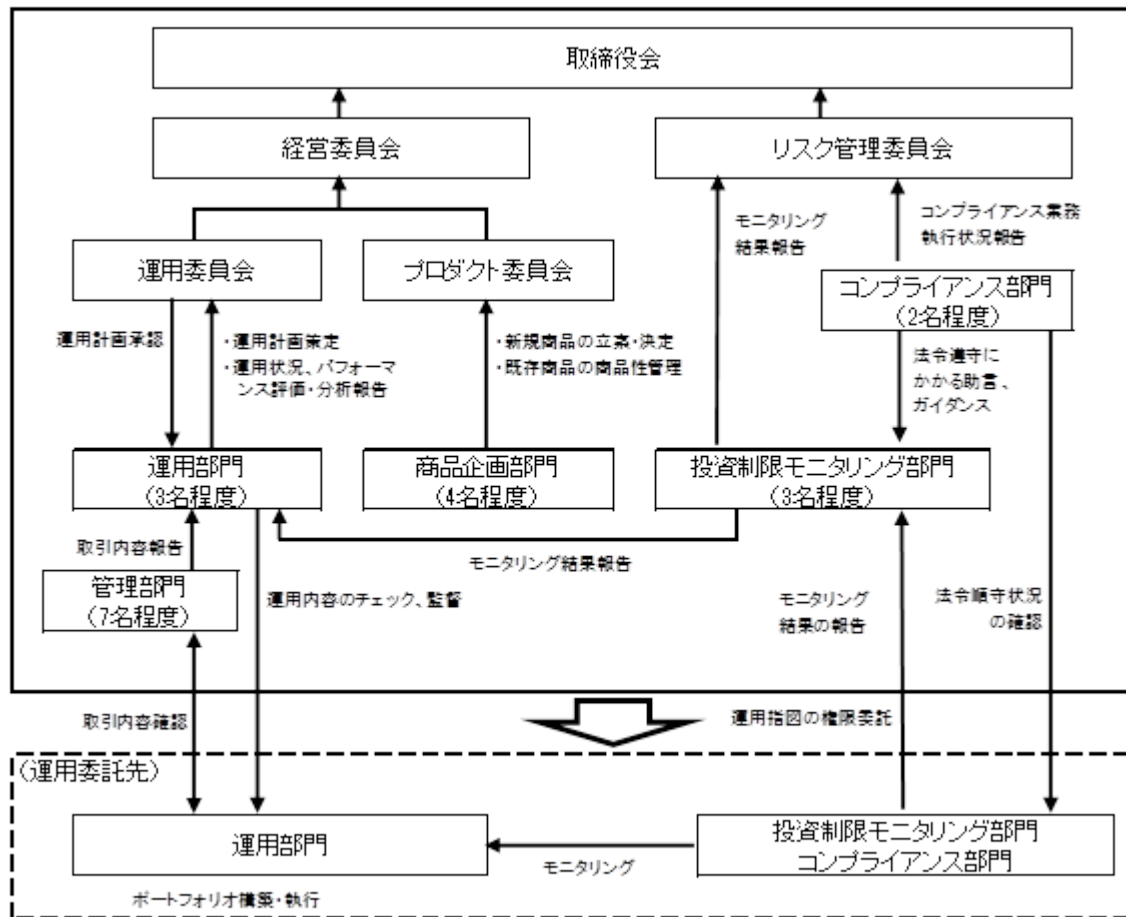 取締役会
経営委員会
リスク管理委員会
モニタリング
結果報告
コンプライアンス業務
執行状況報告
運用委員会
プロダクト委員会
コンプライアンス部門
(2名程度)
運用計画承認
・運用計画策定
・運用状況、パフォーマ
ンス評価・分析報告
・新規商品の立案・決定
・既存商品の商品性管理
法令遵守に
かかる助言、
ガイダンス
運用部門
(3名程度)
商品企画部門
(4名程度)
投資制限モニタリング部門
(3名程度)
取引内容報告
モニタリング結果報告
管理部門
(7名程度)
運用内容のチェック、監督
モニタリング
結果の報告
法令順守状況
の確認
取引内容確認
運用指図の権限委託
(運用委託先)
運用部門
モニタリング
投資制限モニタリング部門
コンプライアンス部門
ポートフォリオ構築・執行